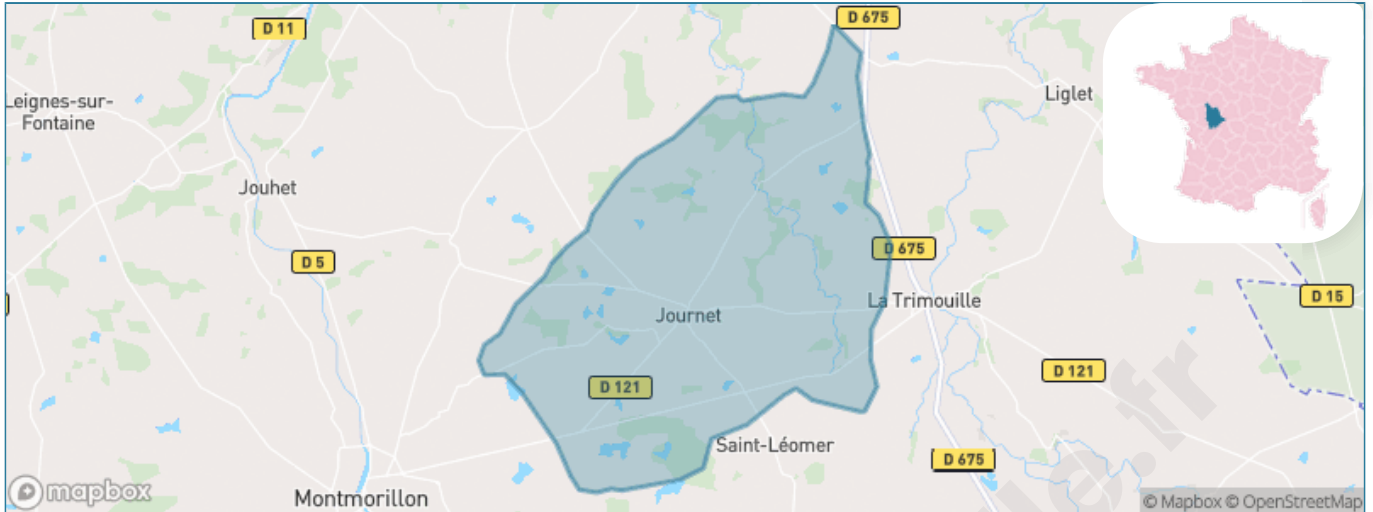 D 11
D 675
Leignes-sur-
Fontaine
Liglet
Jouhet
D 5
D 675
D 15
La Trimouille
Journet
D 121
D 121
Saint-Léomer
D 675
Montmorillon
mapbox
© Mapbox © OpenStreetMap